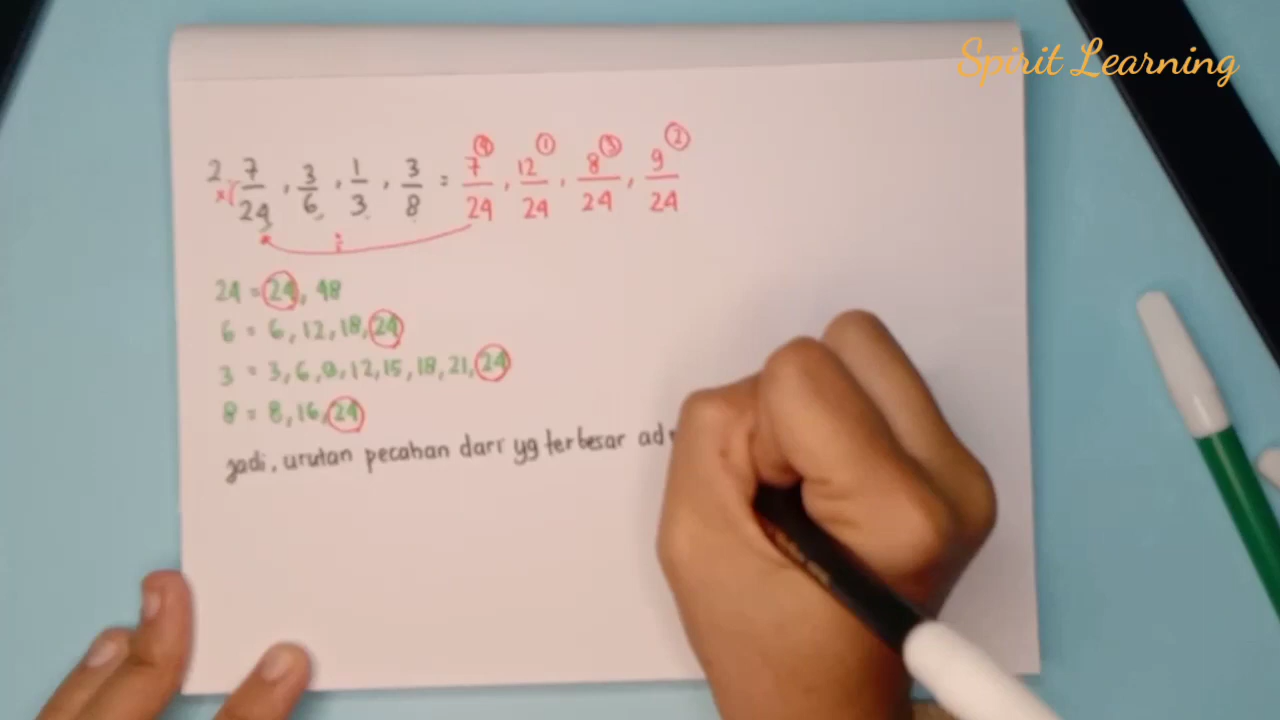 Spirit Learning
④ ① ③ ②
2. 7/24, 3/6, 1/3, 3/8 = 7/24, 12/24, 8/24, 9/24
×
:
24 = 24, 48
6 = 6, 12, 18, 24
3 = 3, 6, 9, 12, 15, 18, 21, 24
8 = 8, 16, 24
Jadi, urutan pecahan dari yg terbesar